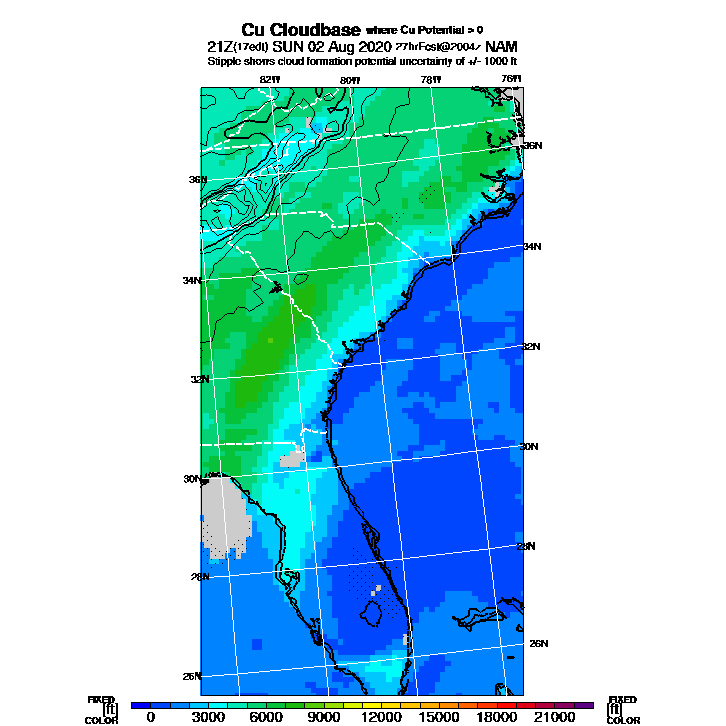 Cu Cloudbase where Cu Potential > 0
21Z(17edt) SUN 02 Aug 2020 27hrFcst@2004z NAM
Stipple shows cloud formation potential uncertainty of +/- 1000 ft
82W 80W 78W 76W
36N
36N
34N
34N
32N
32N
30N
30N
28N
28N
26N
26N
FIXED FIXED
[ft] [ft]
COLOR COLOR
0 3000 6000 9000 12000 15000 18000 21000